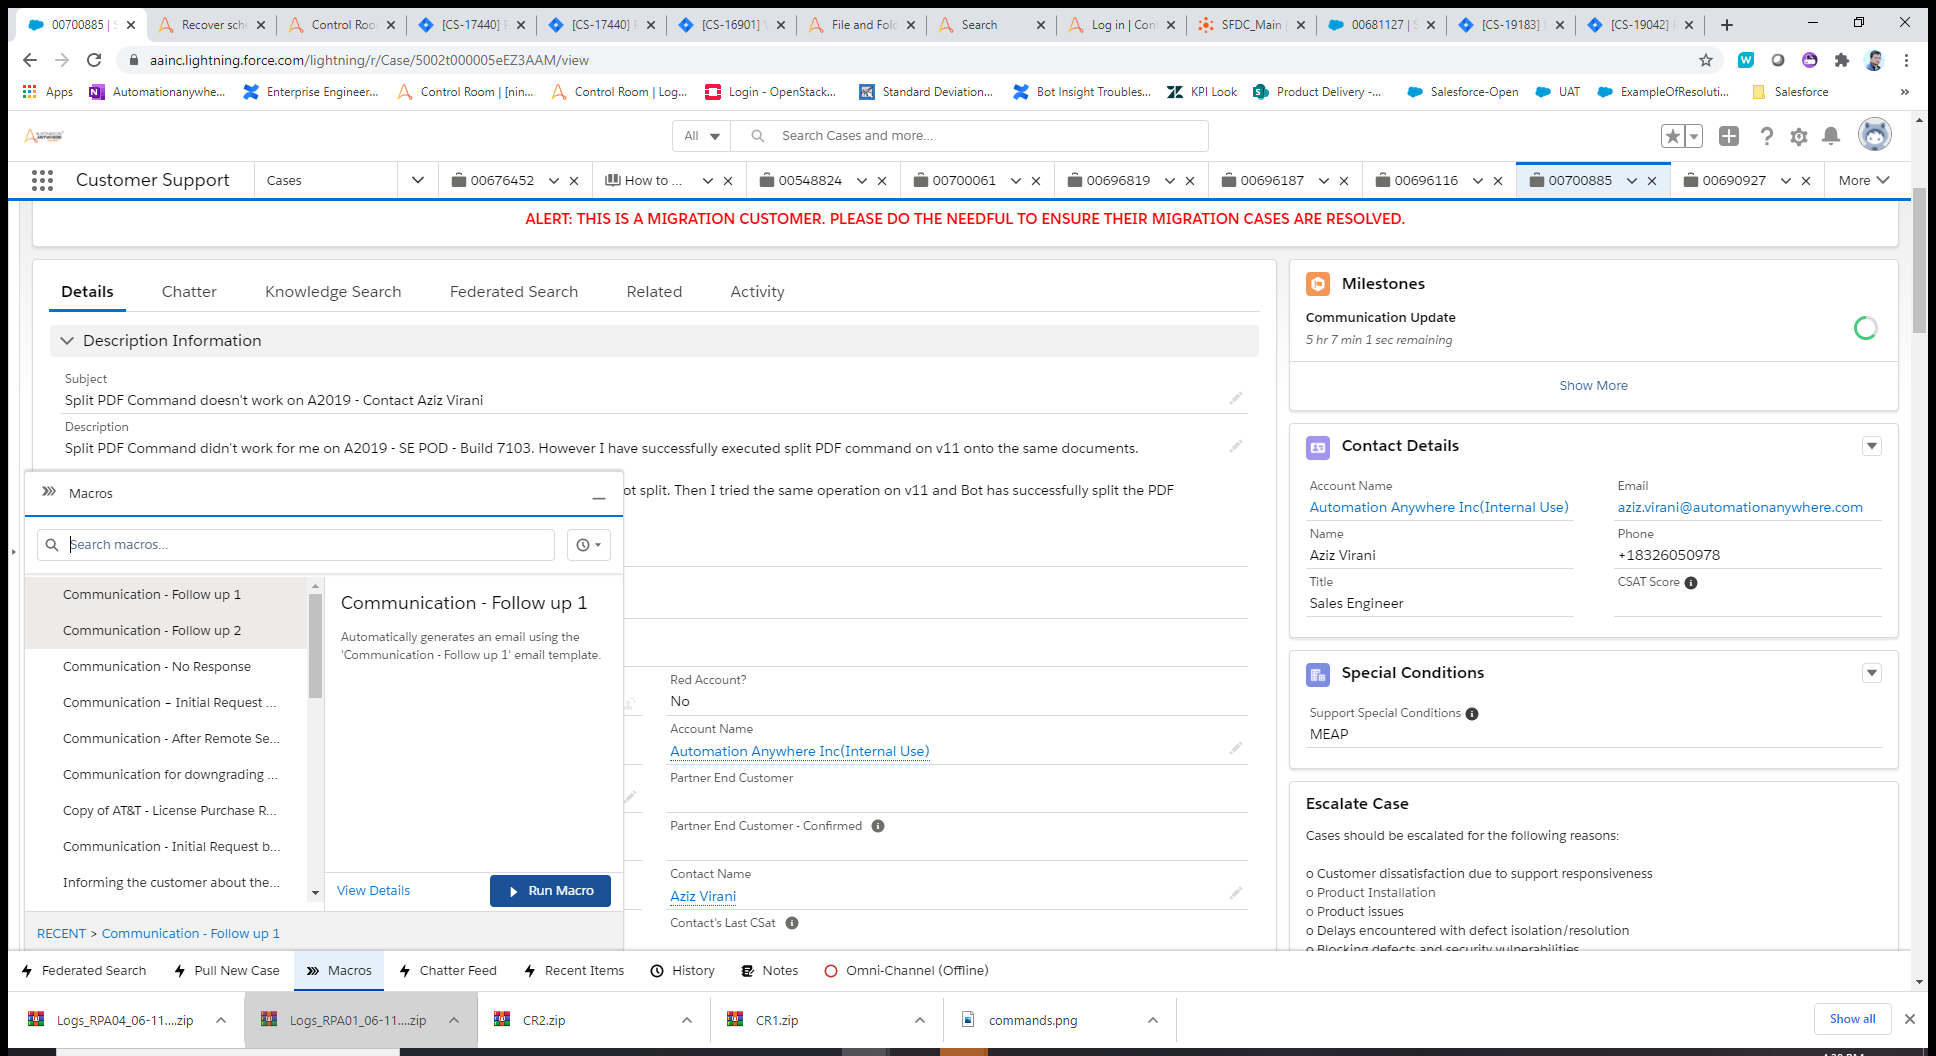 00700885 | S
Recover sche
Control Roo
[CS-17440] F
[CS-17440] F
[CS-16901] V
File and Fold
Search
Log in | Cont
SFDC_Main
00681127 | S
[CS-19183]
[CS-19042] F
aainc.lightning.force.com/lightning/r/Case/5002t000005eEZ3AAM/view
Apps
Automationanywhe...
Enterprise Engineer...
Control Room | [nin...
Control Room | Log...
Login - OpenStack...
Standard Deviation...
Bot Insight Troubles...
KPI Look
Product Delivery -...
Salesforce-Open
UAT
ExampleOfResoluti...
Salesforce
»
All
Search Cases and more...
Customer Support
Cases
00676452
How to ...
00548824
00700061
00696819
00696187
00696116
00700885
00690927
More
ALERT: THIS IS A MIGRATION CUSTOMER. PLEASE DO THE NEEDFUL TO ENSURE THEIR MIGRATION CASES ARE RESOLVED.
Details
Chatter
Knowledge Search
Federated Search
Related
Activity
Description Information
Subject
Split PDF Command doesn't work on A2019 - Contact Aziz Virani
Description
Split PDF Command didn't work for me on A2019 - SE POD - Build 7103. However I have successfully executed split PDF command on v11 onto the same documents.
ot split. Then I tried the same operation on v11 and Bot has successfully split the PDF
Macros
Search macros...
Communication - Follow up 1
Communication - Follow up 2
Communication - No Response
Communication – Initial Request ...
Communication - After Remote Se...
Communication for downgrading ...
Copy of AT&T - License Purchase R...
Communication - Initial Request b...
Informing the customer about the...
Communication - Follow up 1
Automatically generates an email using the
'Communication - Follow up 1' email template.
View Details
Run Macro
RECENT > Communication - Follow up 1
Red Account?
No
Account Name
Automation Anywhere Inc(Internal Use)
Partner End Customer
Partner End Customer - Confirmed
Contact Name
Aziz Virani
Contact's Last CSat
Milestones
Communication Update
5 hr 7 min 1 sec remaining
Show More
Contact Details
Account Name
Automation Anywhere Inc(Internal Use)
Email
aziz.virani@automationanywhere.com
Name
Aziz Virani
Phone
+18326050978
Title
Sales Engineer
CSAT Score
Special Conditions
Support Special Conditions
MEAP
Escalate Case
Cases should be escalated for the following reasons:
o Customer dissatisfaction due to support responsiveness
o Product Installation
o Product issues
o Delays encountered with defect isolation/resolution
o Blocking defects and security vulnerabilities
Federated Search
Pull New Case
Macros
Chatter Feed
Recent Items
History
Notes
Omni-Channel (Offline)
Logs_RPA04_06-11....zip
Logs_RPA01_06-11....zip
CR2.zip
CR1.zip
commands.png
Show all